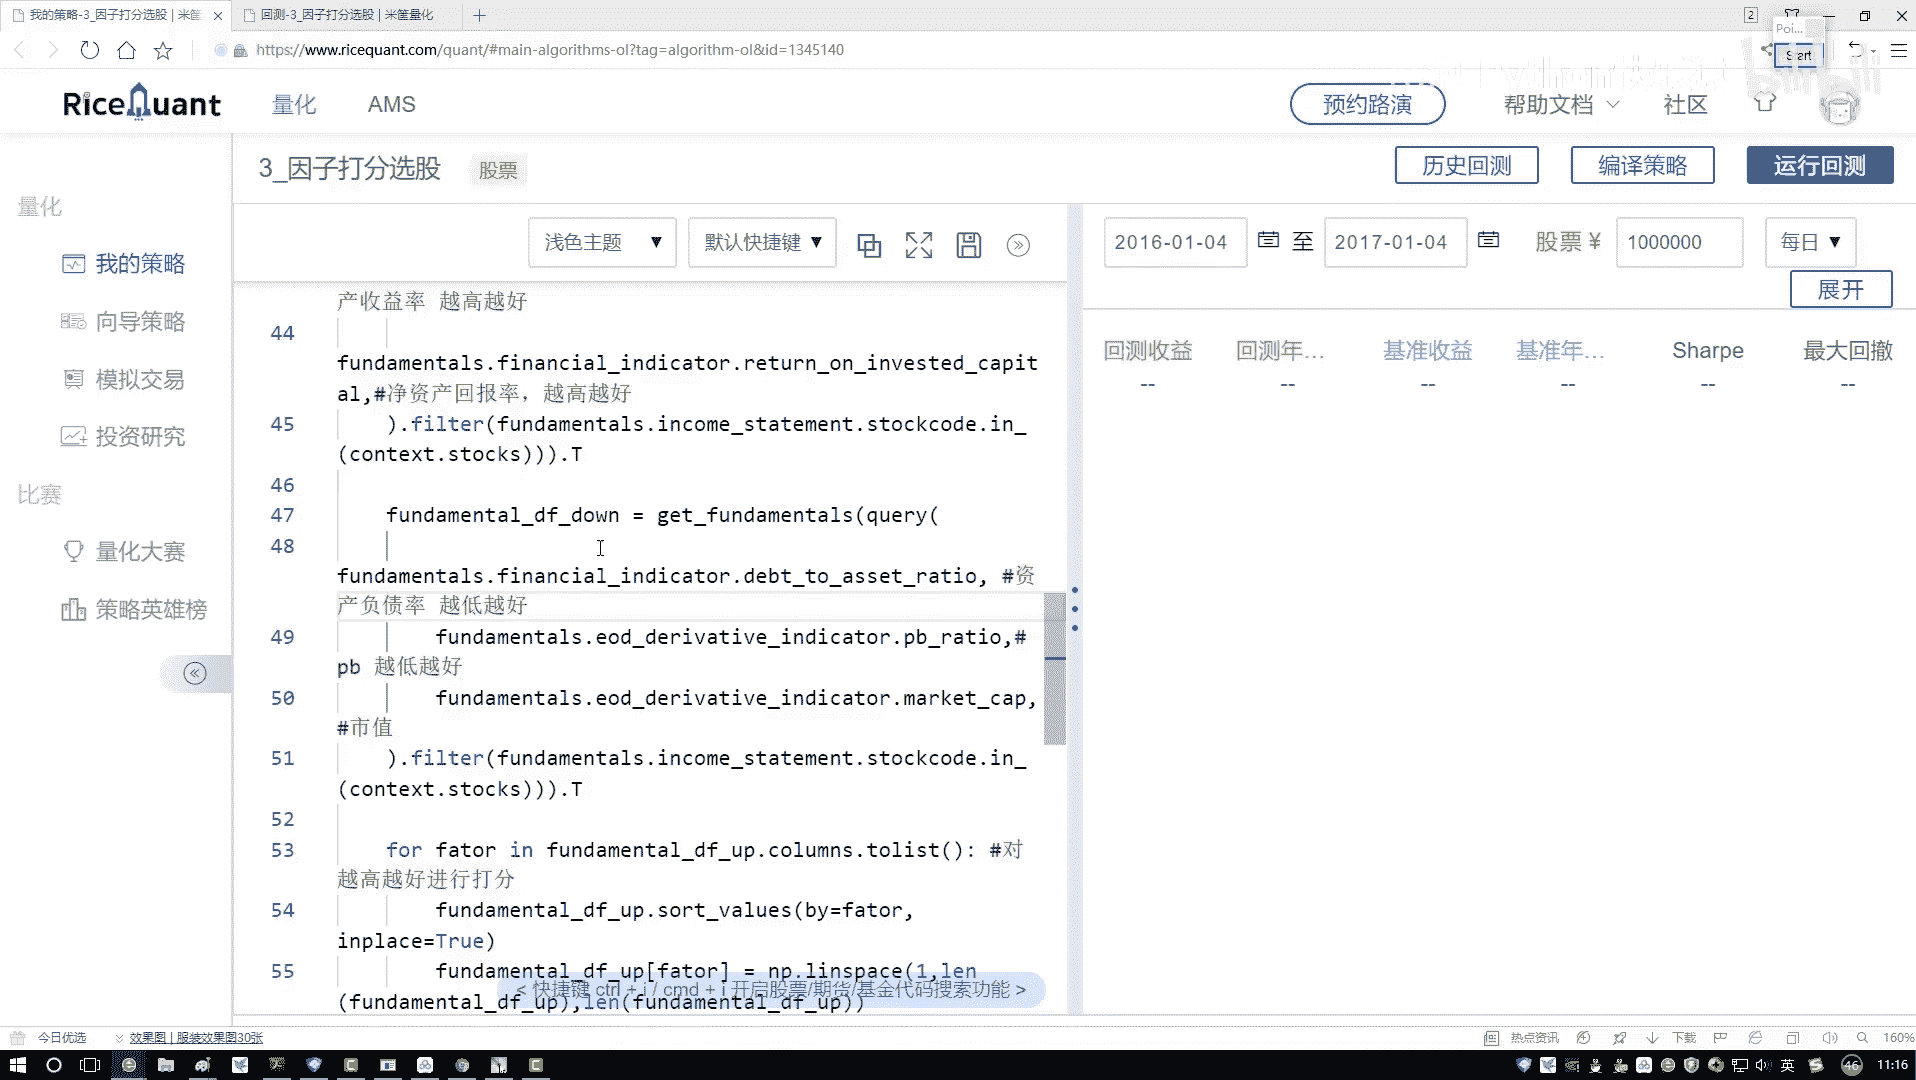 我的策略-3_因子打分选股 | 米筐
回测-3_因子打分选股 | 米筐量化
2
Poi...
Start
https://www.ricequant.com/quant/#main-algorithms-ol?tag=algorithm-ol&id=1345140
RiceQuant
量化
AMS
预约路演
帮助文档
社区
3_因子打分选股
股票
历史回测
编译策略
运行回测
量化
我的策略
向导策略
模拟交易
投资研究
比赛
量化大赛
策略英雄榜
浅色主题 ▼
默认快捷键 ▼
2016-01-04
至
2017-01-04
股票 ¥
1000000
每日 ▼
展开
回测收益
回测年...
基准收益
基准年...
Sharpe
最大回撤
--
--
--
--
--
--
产收益率 越高越好
44
fundamentals.financial_indicator.return_on_invested_capit
al,#净资产回报率，越高越好
45 ).filter(fundamentals.income_statement.stockcode.in_
(context.stocks))).T
46
47 fundamental_df_down = get_fundamentals(query(
48
fundamentals.financial_indicator.debt_to_asset_ratio, #资
产负债率 越低越好
49 fundamentals.eod_derivative_indicator.pb_ratio,#
pb 越低越好
50 fundamentals.eod_derivative_indicator.market_cap,
#市值
51 ).filter(fundamentals.income_statement.stockcode.in_
(context.stocks))).T
52
53 for fator in fundamental_df_up.columns.tolist(): #对
越高越好进行打分
54 fundamental_df_up.sort_values(by=fator,
inplace=True)
55 fundamental_df_up[fator] = np.linspace(1,len
(fundamental_df_up),len(fundamental_df_up))
< 快捷键 ctrl + i / cmd + i 开启股票/期货/基金代码搜索功能 >
今日优选
效果图 | 服装效果图30张
热点资讯
下载
160%
英
46
11:16